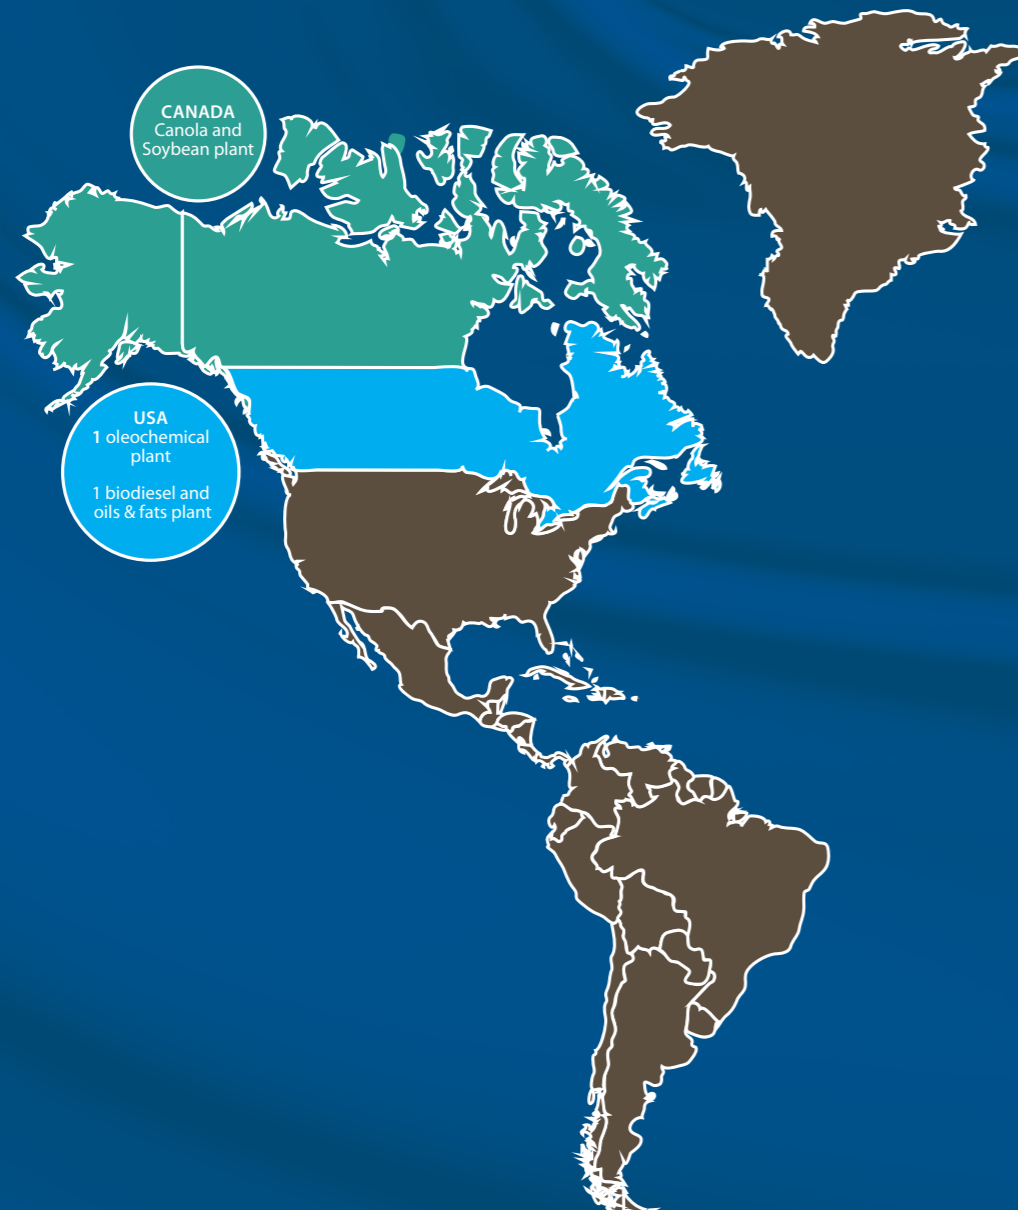 CANADA
Canola and
Soybean plant
USA
1 oleochemical
plant
1 biodiesel and
oils & fats plant